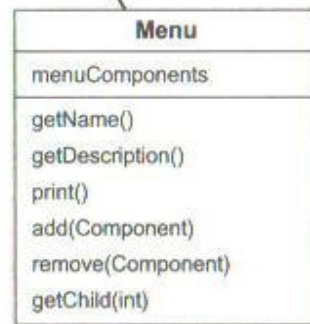 Menu
menuComponents
getName()
getDescription()
print()
add(Component)
remove(Component)
getChild(int)